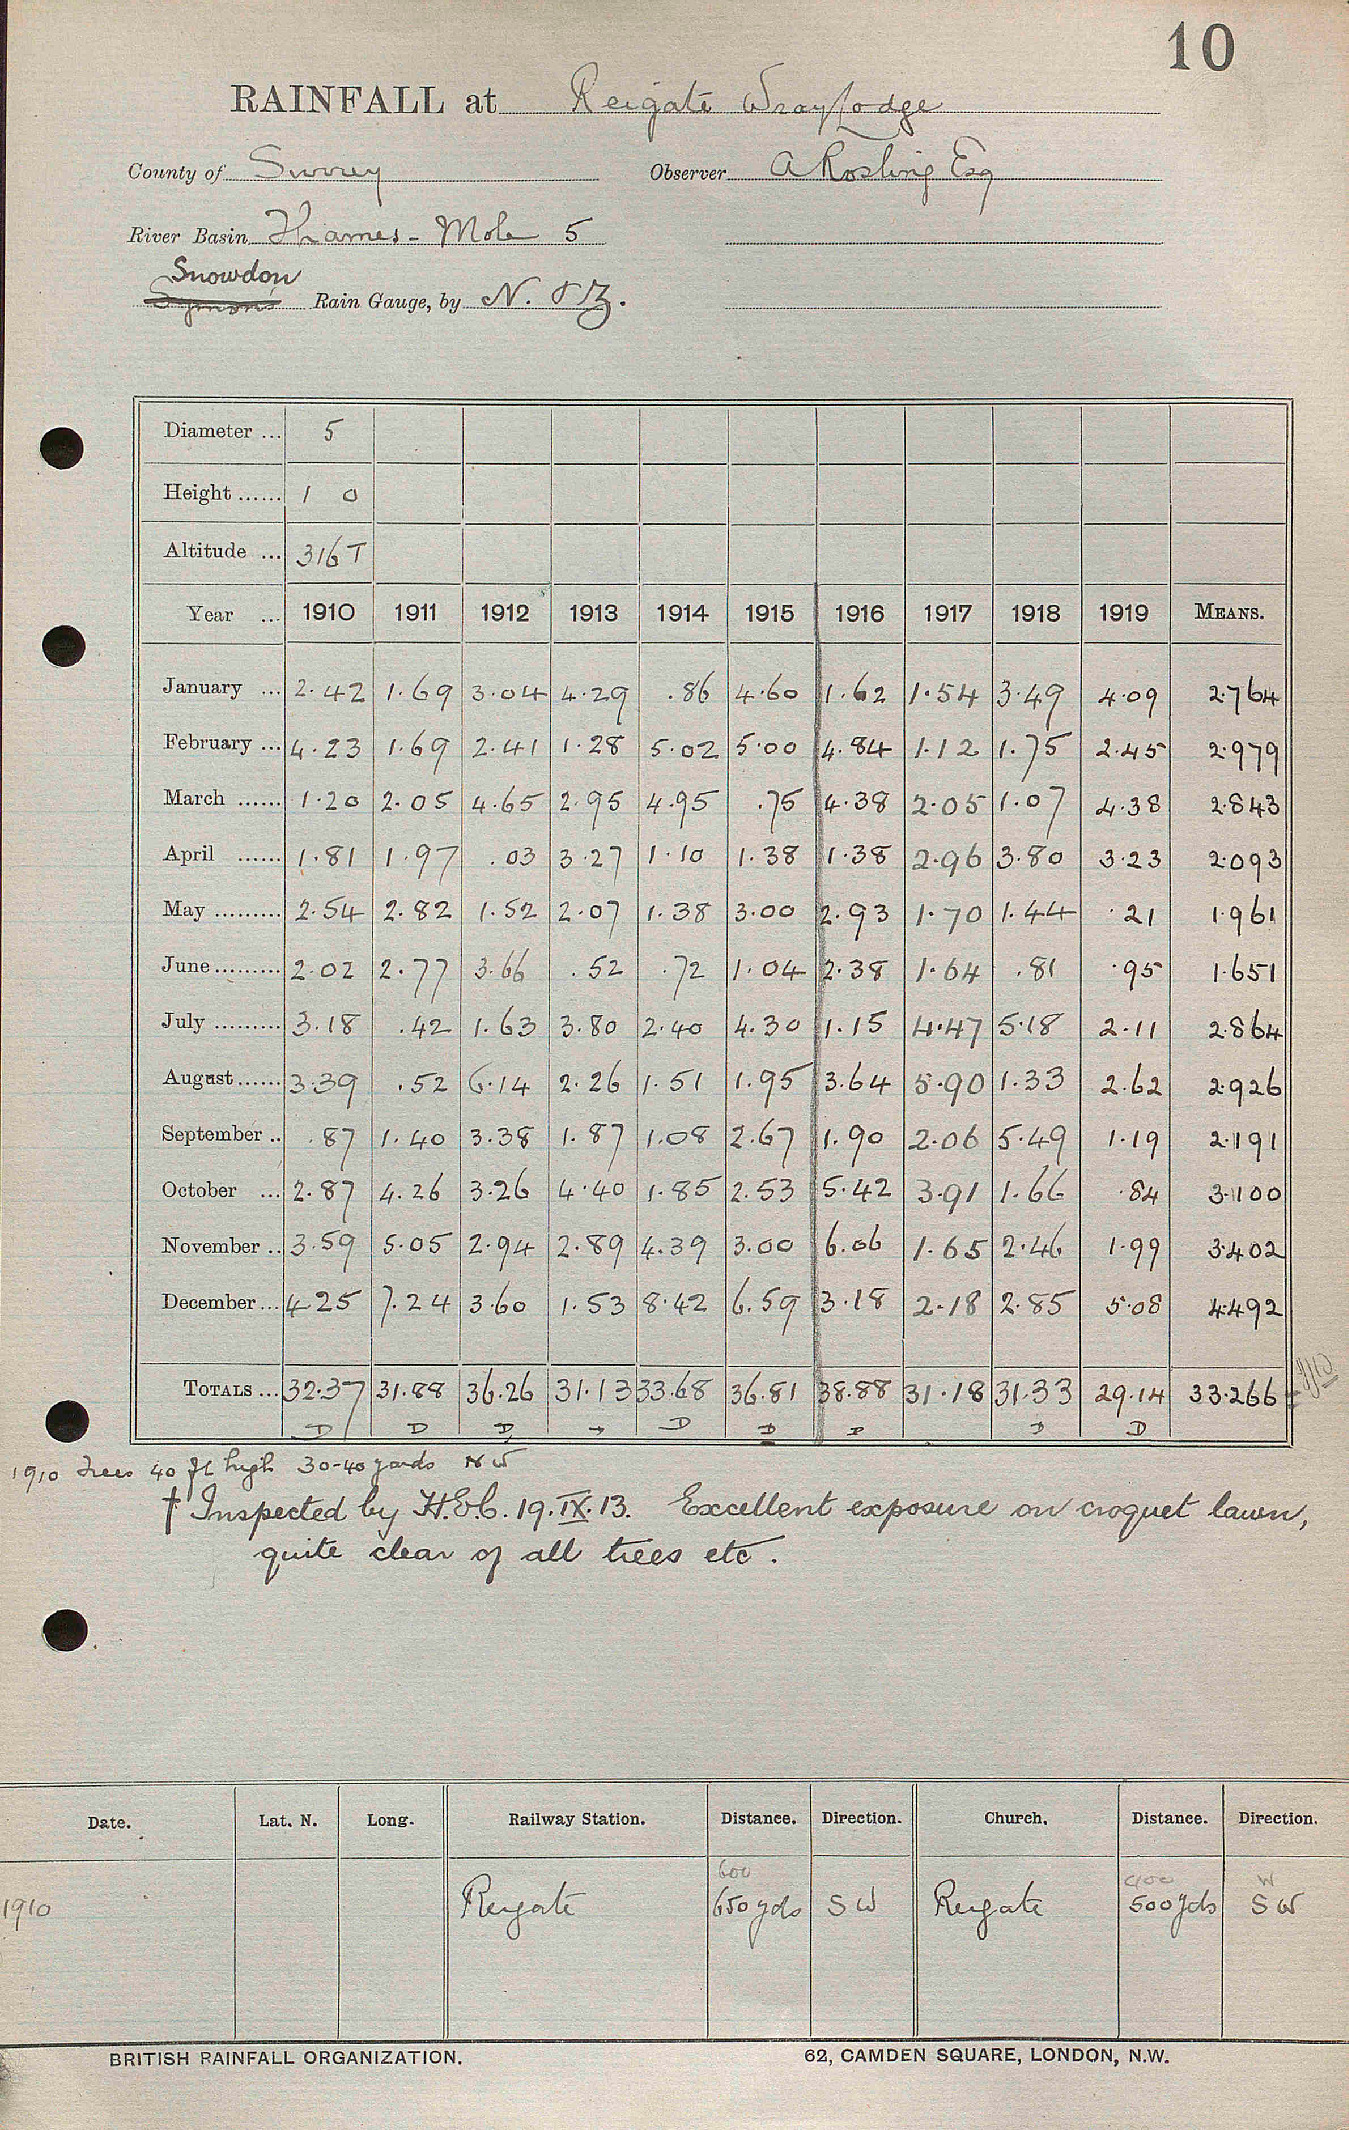 10
RAINFALL at Reigate Wray Lodge
County of Surrey Observer A Rosling Esq
River Basin Thames - Mole 5
Snowdon
Symons Rain Gauge, by N. & Z.
Diameter ... 5
Height ...... 1 0
Altitude ... 316 T
Year ... 1910 1911 1912 1913 1914 1915 1916 1917 1918 1919 MEANS.
January ... 2.42 1.69 3.04 4.29 .86 4.60 1.62 1.54 3.49 4.09 2.764
February ... 4.23 1.69 2.41 1.28 5.02 5.00 4.84 1.12 1.75 2.45 2.979
March ...... 1.20 2.05 4.65 2.95 4.95 .75 4.38 2.05 1.07 4.38 2.843
April ...... 1.81 1.97 .03 3.27 1.10 1.38 1.38 2.96 3.80 3.23 2.093
May ......... 2.54 2.82 1.52 2.07 1.38 3.00 2.93 1.70 1.44 .21 1.961
June ......... 2.02 2.77 3.66 .52 .72 1.04 2.38 1.64 .81 .95 1.651
July ......... 3.18 .42 1.63 3.80 2.40 4.30 1.15 4.47 5.18 2.11 2.864
August ...... 3.39 .52 6.14 2.26 1.51 1.95 3.64 5.90 1.33 2.62 2.926
September .. .87 1.40 3.38 1.87 1.08 2.67 1.90 2.06 5.49 1.19 2.191
October ... 2.87 4.26 3.26 4.40 1.85 2.53 5.42 3.91 1.66 .84 3.100
November .. 3.59 5.05 2.94 2.89 4.39 3.00 6.06 1.65 2.46 1.99 3.402
December ... 4.25 7.24 3.60 1.53 8.42 6.59 3.18 2.18 2.85 5.08 4.492
TOTALS ... 32.37 31.88 36.26 31.13 33.68 36.81 38.88 31.18 31.33 29.14 33.266
D D D D D D D D
1910 Trees 40 ft high 30-40 yards NW
† Inspected by H.E.C. 19.IX.13. Excellent exposure on croquet lawn,
quite clear of all trees etc.
Date. Lat. N. Long. Railway Station. Distance. Direction. Church. Distance. Direction.
600 400 W
1910 Reigate 650 yds SW Reigate 500 yds SW
BRITISH RAINFALL ORGANIZATION. 62, CAMDEN SQUARE, LONDON, N.W.